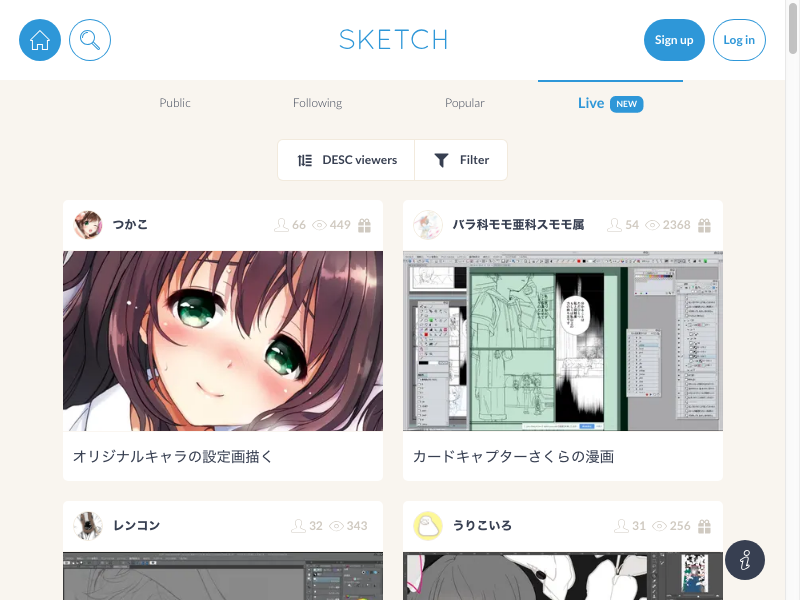 SKETCH
Sign up
Log in
Public
Following
Popular
Live NEW
DESC viewers
Filter
つかこ
66
449
バラ科モモ亜科スモモ属
54
2368
オリジナルキャラの設定画描く
カードキャプターさくらの漫画
レンコン
32
343
うりこいろ
31
256